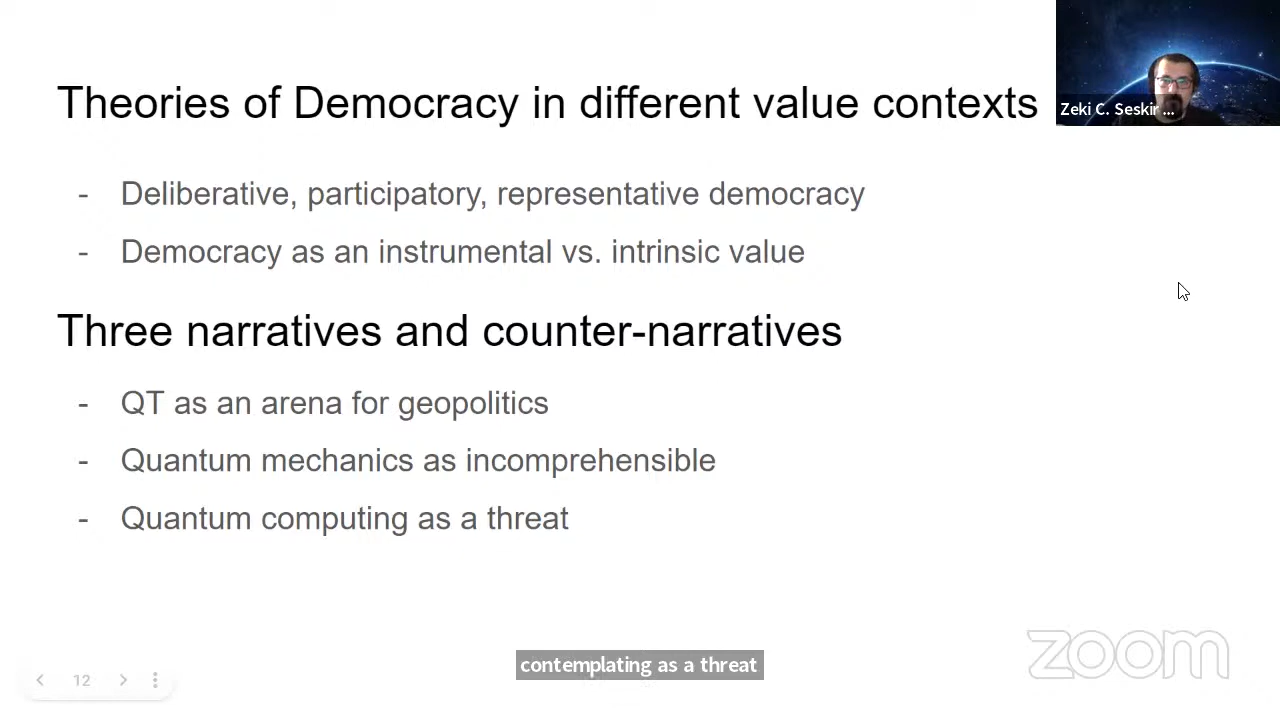 Theories of Democracy in different value contexts
Zeki C. Seskir ...
- Deliberative, participatory, representative democracy
- Democracy as an instrumental vs. intrinsic value
Three narratives and counter-narratives
- QT as an arena for geopolitics
- Quantum mechanics as incomprehensible
- Quantum computing as a threat
contemplating as a threat
zoom
12